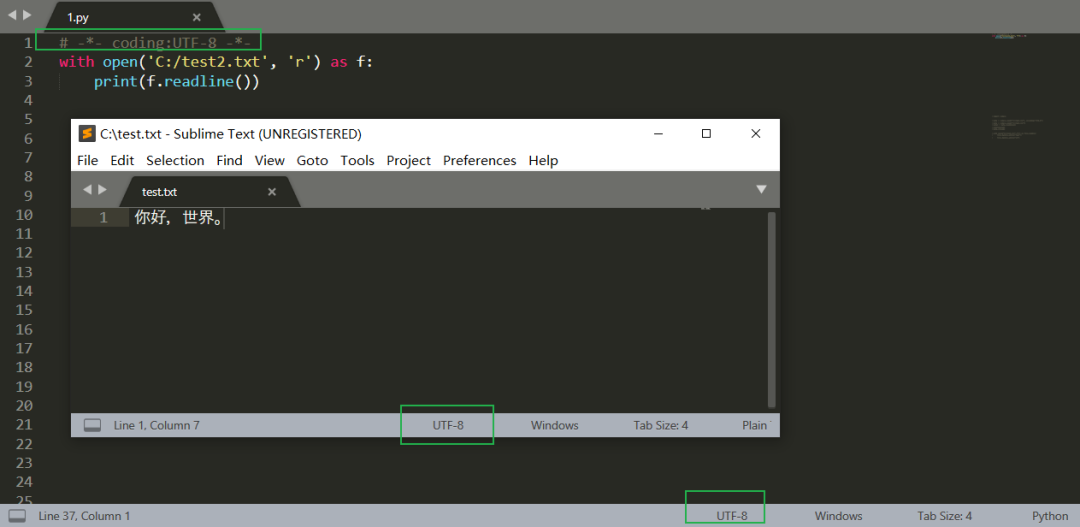 1.py
1 # -*- coding:UTF-8 -*-
2 with open('C:/test2.txt', 'r') as f:
3     print(f.readline())
4
5
6
7
8
9
10
11
12
13
14
15
16
17
18
19
20
21
22
23
24
25
C:\test.txt - Sublime Text (UNREGISTERED)
File Edit Selection Find View Goto Tools Project Preferences Help
test.txt
1 你好，世界。
Line 1, Column 7 UTF-8 Windows Tab Size: 4 Plain
Line 37, Column 1 UTF-8 Windows Tab Size: 4 Python